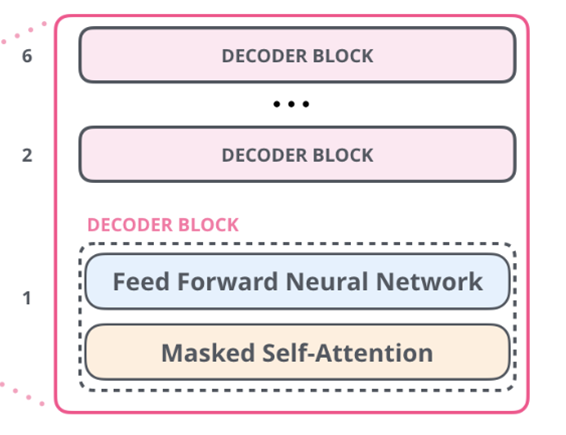 6 DECODER BLOCK
...
2 DECODER BLOCK
DECODER BLOCK
1
Feed Forward Neural Network
Masked Self-Attention